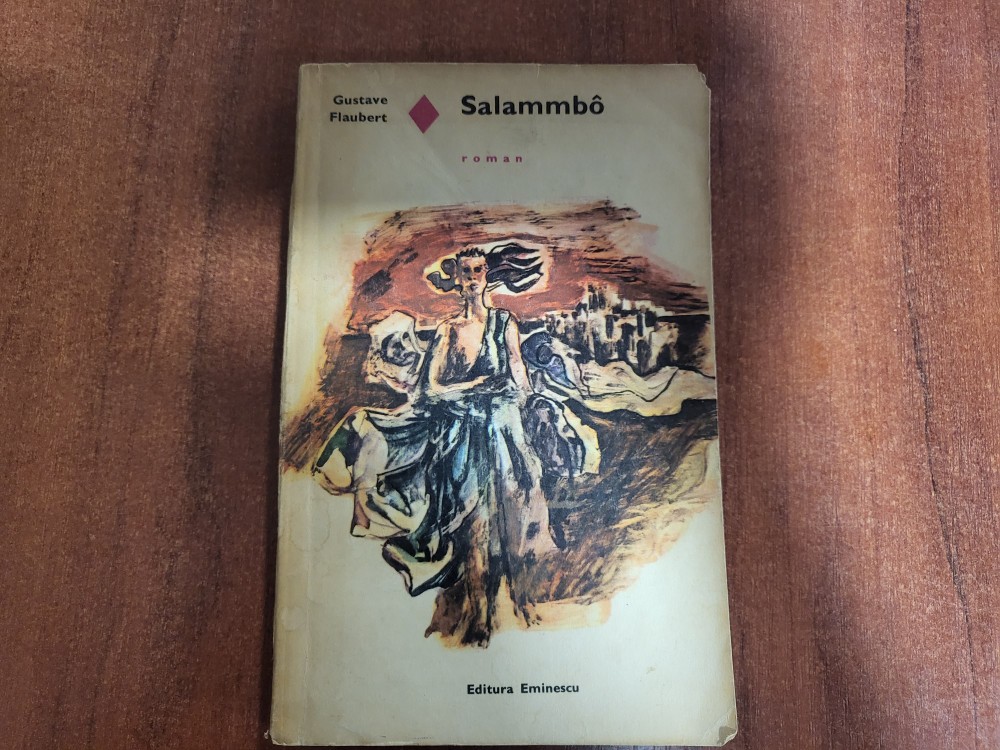 Gustave
Flaubert
Salammbô
roman
Editura Eminescu